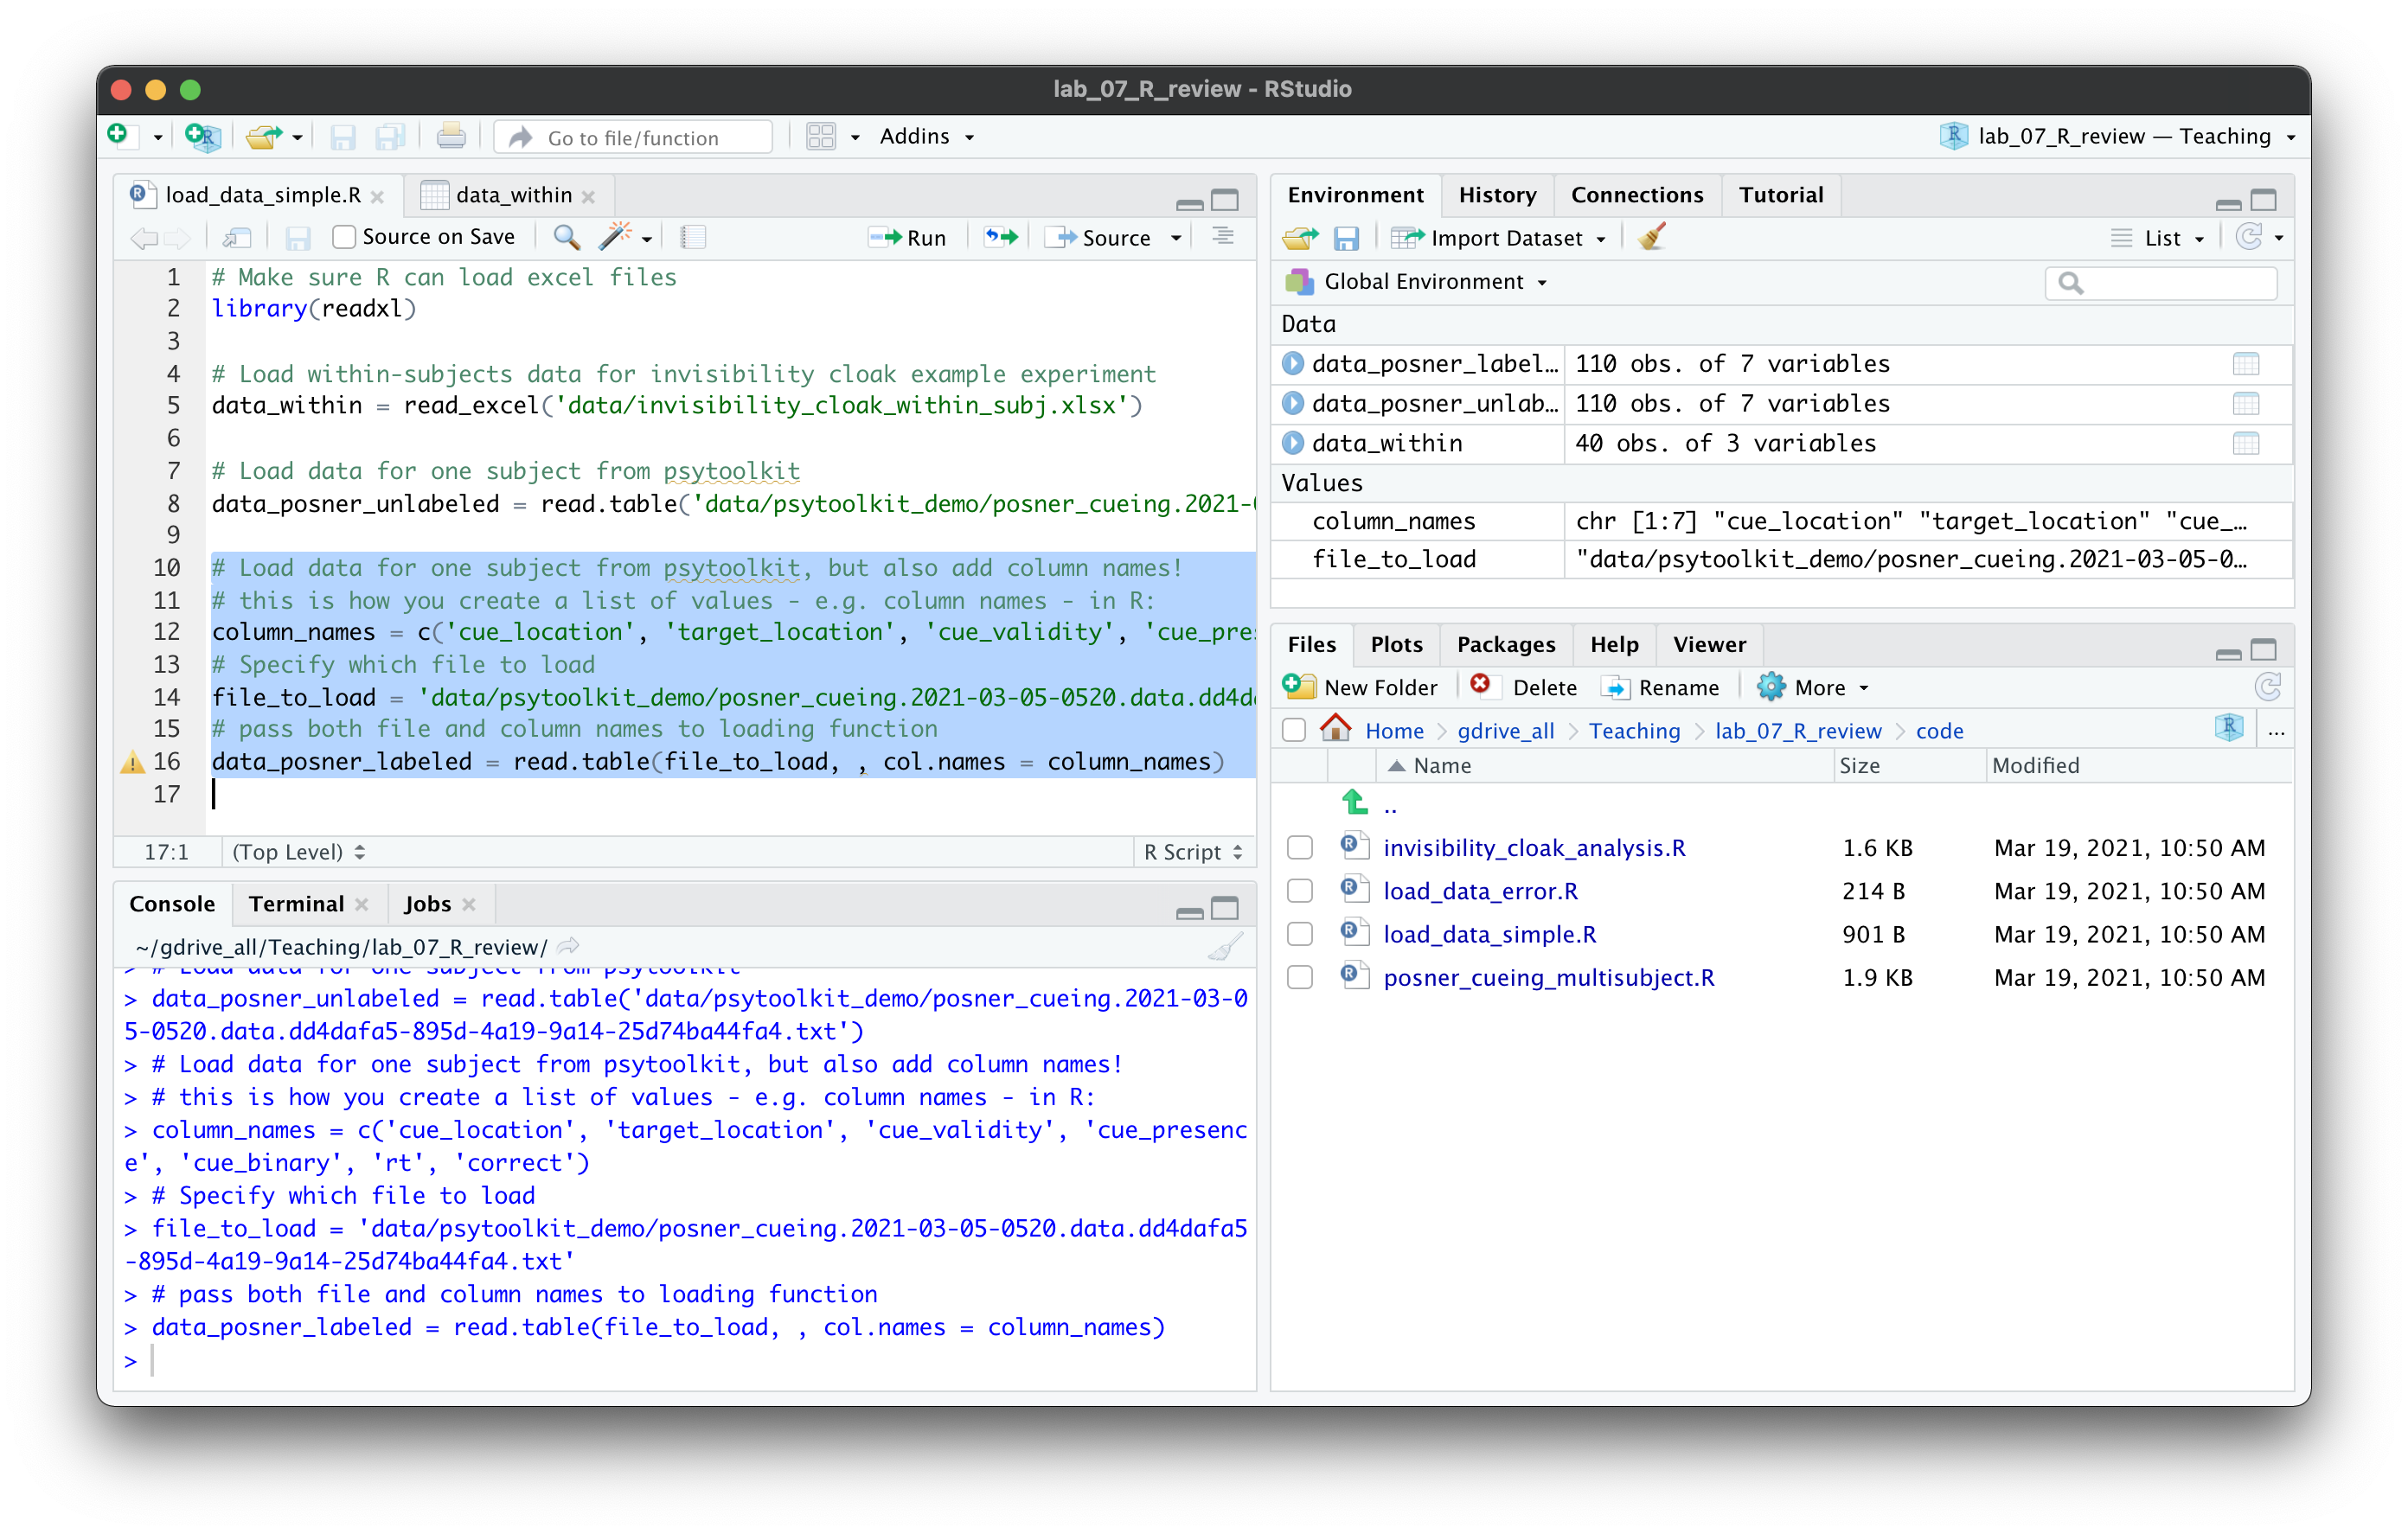 lab_07_R_review - RStudio
Go to file/function
Addins
lab_07_R_review — Teaching
load_data_simple.R
data_within
Source on Save
Run
Source
1 # Make sure R can load excel files
2 library(readxl)
3
4 # Load within-subjects data for invisibility cloak example experiment
5 data_within = read_excel('data/invisibility_cloak_within_subj.xlsx')
6
7 # Load data for one subject from psytoolkit
8 data_posner_unlabeled = read.table('data/psytoolkit_demo/posner_cueing.2021-0
9
10 # Load data for one subject from psytoolkit, but also add column names!
11 # this is how you create a list of values - e.g. column names - in R:
12 column_names = c('cue_location', 'target_location', 'cue_validity', 'cue_pres
13 # Specify which file to load
14 file_to_load = 'data/psytoolkit_demo/posner_cueing.2021-03-05-0520.data.dd4d
15 # pass both file and column names to loading function
16 data_posner_labeled = read.table(file_to_load, , col.names = column_names)
17
17:1 (Top Level) R Script
Console Terminal Jobs
~/gdrive_all/Teaching/lab_07_R_review/
> # Load data for one subject from psytoolkit
> data_posner_unlabeled = read.table('data/psytoolkit_demo/posner_cueing.2021-03-0
5-0520.data.dd4dafa5-895d-4a19-9a14-25d74ba44fa4.txt')
> # Load data for one subject from psytoolkit, but also add column names!
> # this is how you create a list of values - e.g. column names - in R:
> column_names = c('cue_location', 'target_location', 'cue_validity', 'cue_presenc
e', 'cue_binary', 'rt', 'correct')
> # Specify which file to load
> file_to_load = 'data/psytoolkit_demo/posner_cueing.2021-03-05-0520.data.dd4dafa5
-895d-4a19-9a14-25d74ba44fa4.txt'
> # pass both file and column names to loading function
> data_posner_labeled = read.table(file_to_load, , col.names = column_names)
>
Environment History Connections Tutorial
Import Dataset
List
Global Environment
Data
data_posner_label… 110 obs. of 7 variables
data_posner_unlab… 110 obs. of 7 variables
data_within 40 obs. of 3 variables
Values
column_names chr [1:7] "cue_location" "target_location" "cue_…
file_to_load "data/psytoolkit_demo/posner_cueing.2021-03-05-0…
Files Plots Packages Help Viewer
New Folder Delete Rename More
Home gdrive_all Teaching lab_07_R_review code ...
Name Size Modified
..
invisibility_cloak_analysis.R 1.6 KB Mar 19, 2021, 10:50 AM
load_data_error.R 214 B Mar 19, 2021, 10:50 AM
load_data_simple.R 901 B Mar 19, 2021, 10:50 AM
posner_cueing_multisubject.R 1.9 KB Mar 19, 2021, 10:50 AM